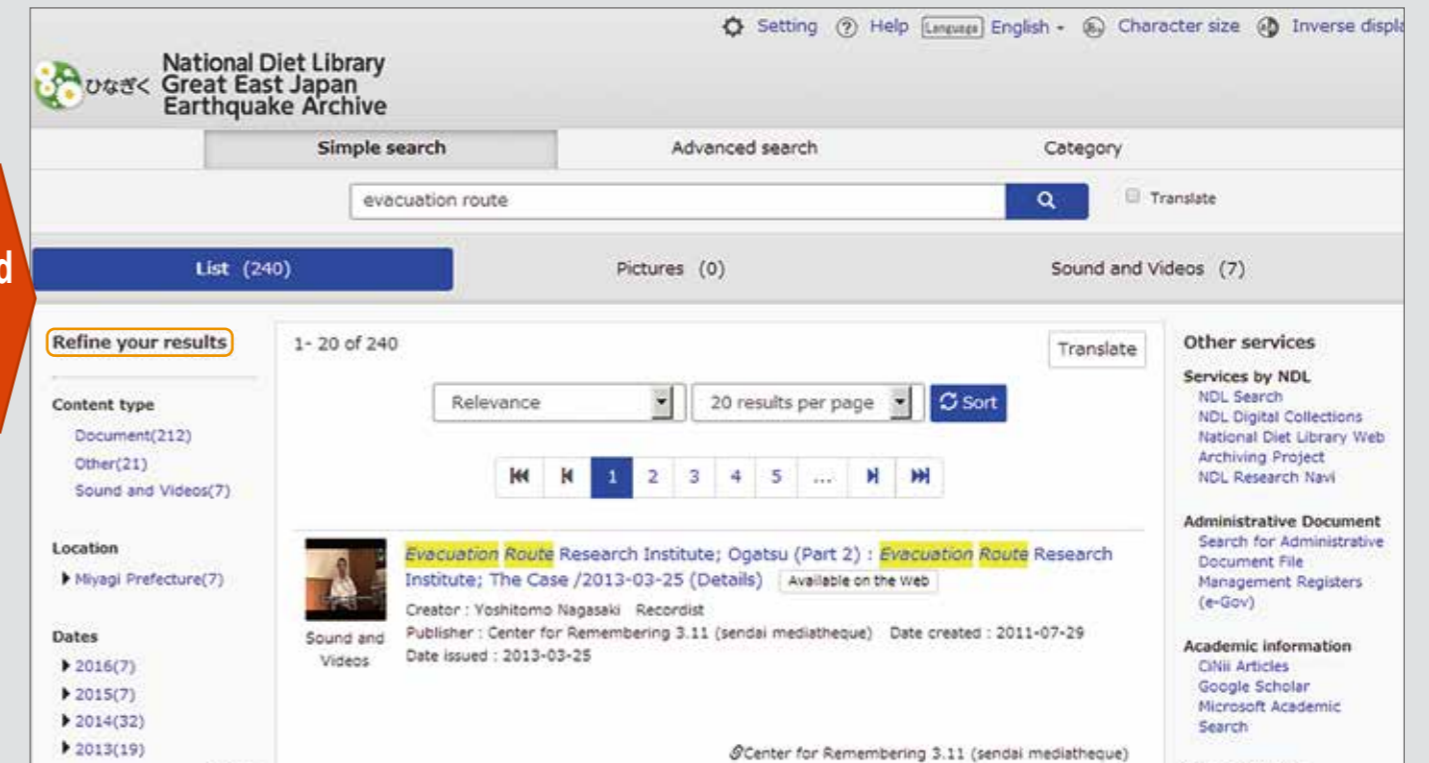 Setting Help Language English Character size Inverse displa
ひなぎく
National Diet Library
Great East Japan
Earthquake Archive
Simple search Advanced search Category
evacuation route Translate
d
List (240) Pictures (0) Sound and Videos (7)
Refine your results
Content type
Document(212)
Other(21)
Sound and Videos(7)
Location
Miyagi Prefecture(7)
Dates
2016(7)
2015(7)
2014(32)
2013(19)
1- 20 of 240 Translate
Relevance 20 results per page Sort
1 2 3 4 5 ...
Evacuation Route Research Institute; Ogatsu (Part 2) : Evacuation Route Research
Institute; The Case /2013-03-25 (Details) Available on the Web
Creator : Yoshitomo Nagasaki Recordist
Publisher : Center for Remembering 3.11 (sendai mediatheque) Date created : 2011-07-29
Date issued : 2013-03-25
Sound and
Videos
Center for Remembering 3.11 (sendai mediatheque)
Other services
Services by NDL
NDL Search
NDL Digital Collections
National Diet Library Web
Archiving Project
NDL Research Navi
Administrative Document
Search for Administrative
Document File
Management Registers
(e-Gov)
Academic information
CiNii Articles
Google Scholar
Microsoft Academic
Search